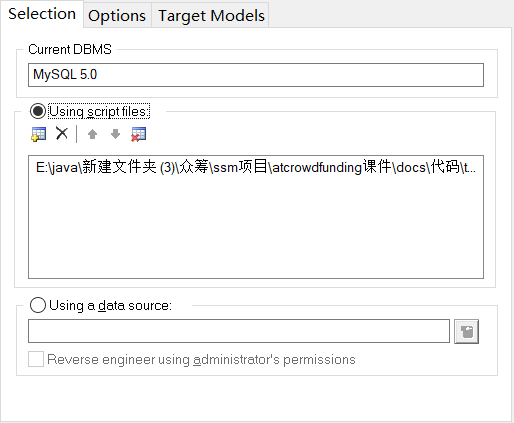 Selection Options Target Models
Current DBMS
MySQL 5.0
Using script files:
E:\java\新建文件夹 (3)\众筹\ssm项目\atcrowdfunding课件\docs\代码\t...
Using a data source:
Reverse engineer using administrator's permissions